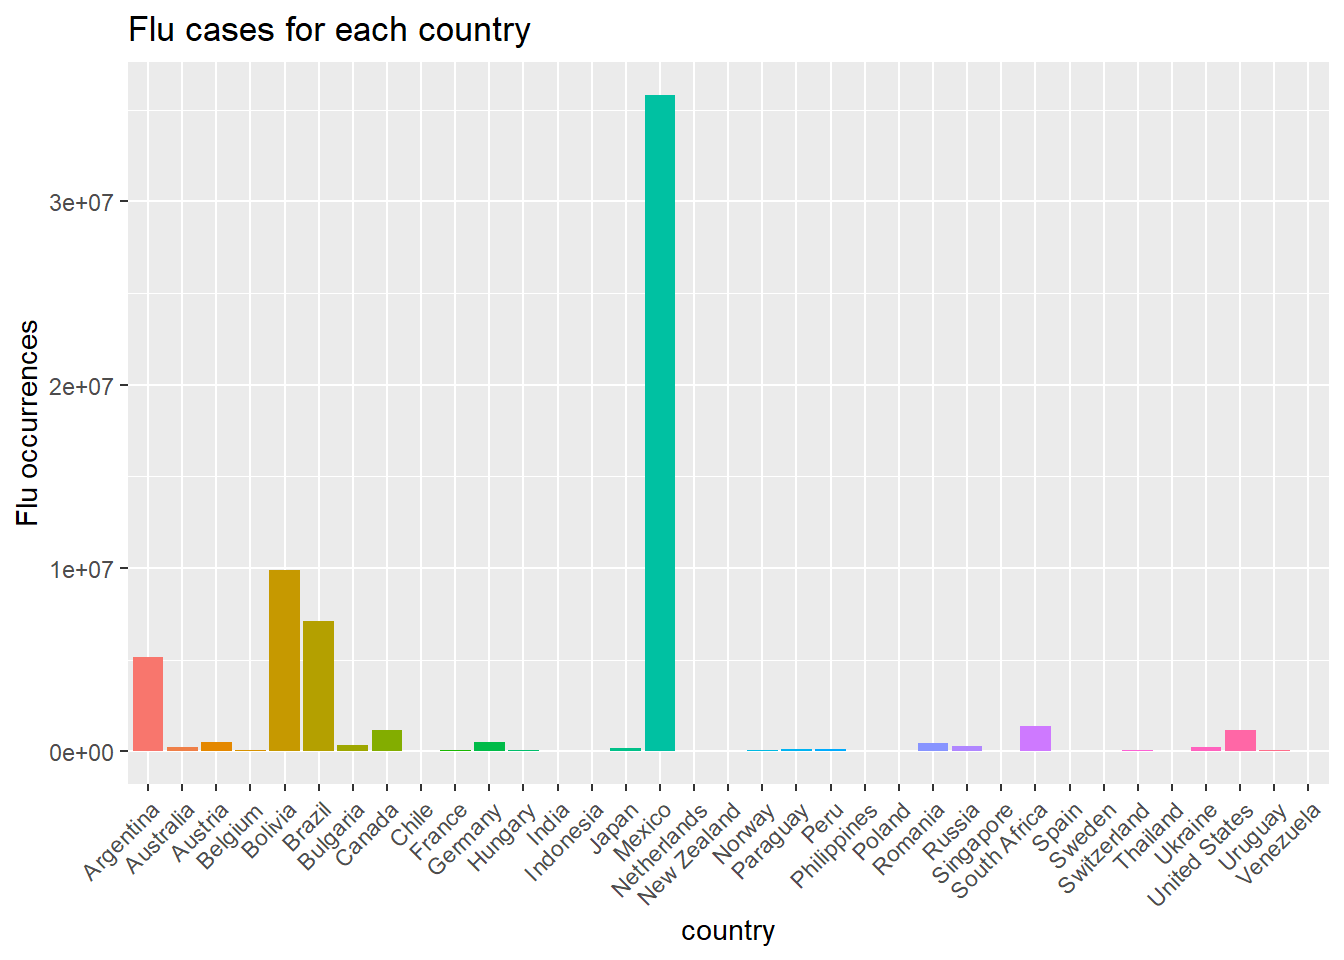 Flu cases for each country
Flu occurrences
3e+07
2e+07
1e+07
0e+00
Argentina
Australia
Austria
Belgium
Bolivia
Brazil
Bulgaria
Canada
Chile
France
Germany
Hungary
India
Indonesia
Japan
Mexico
Netherlands
New Zealand
Norway
Paraguay
Peru
Philippines
Poland
Romania
Russia
Singapore
South Africa
Spain
Sweden
Switzerland
Thailand
Ukraine
United States
Uruguay
Venezuela
country